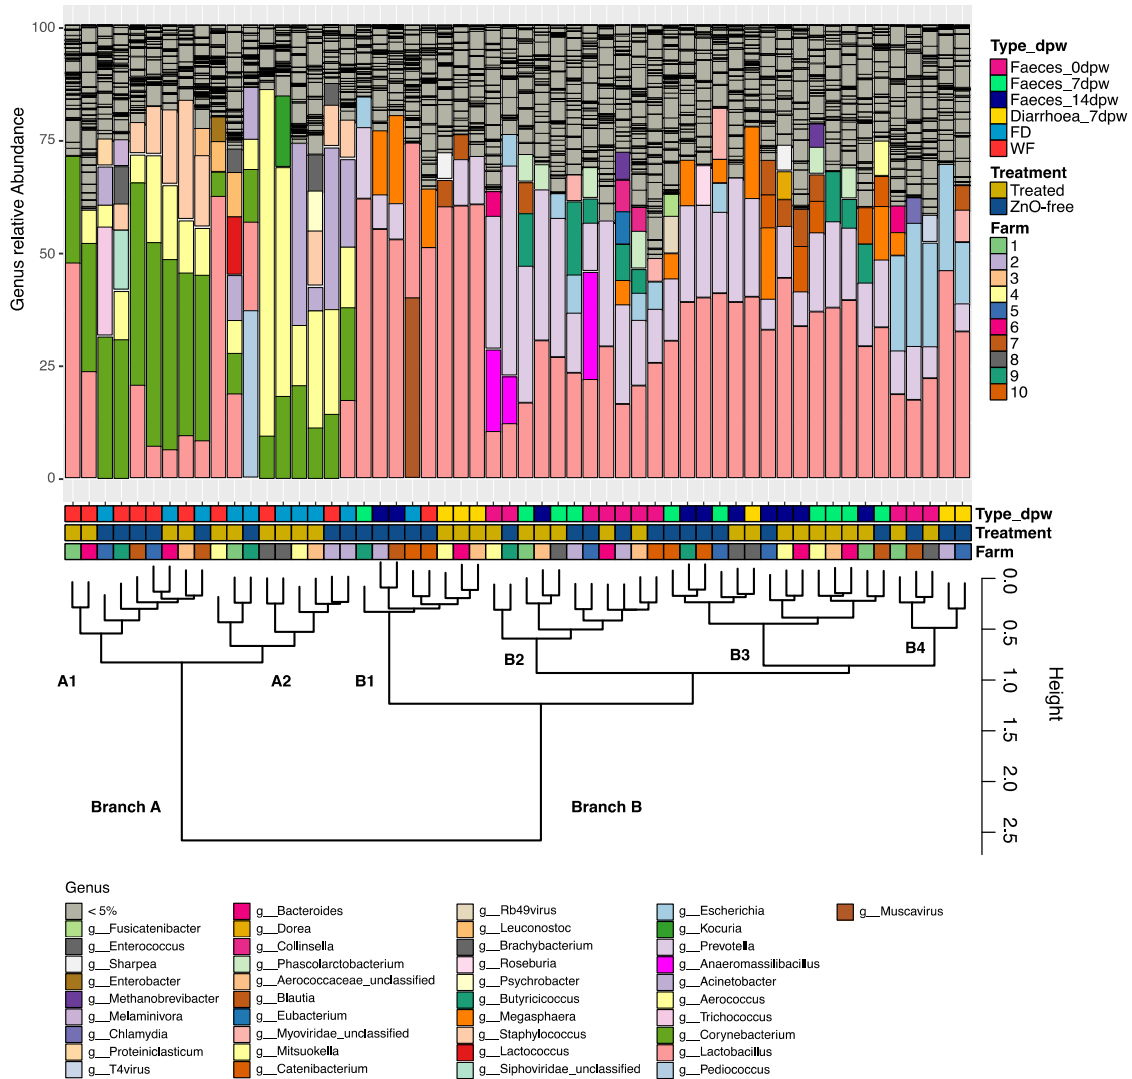 Genus relative Abundance
100
75
50
25
0
Type_dpw
Faeces_0dpw
Faeces_7dpw
Faeces_14dpw
Diarrhoea_7dpw
FD
WF
Treatment
Treated
ZnO-free
Farm
1
2
3
4
5
6
7
8
9
10
Type_dpw
Treatment
Farm
0.0
0.5
1.0
1.5
2.0
2.5
Height
A1
A2
B1
B2
B3
B4
Branch A
Branch B
Genus
< 5%
g__Fusicatenibacter
g__Enterococcus
g__Sharpea
g__Enterobacter
g__Methanobrevibacter
g__Melaminivora
g__Chlamydia
g__Proteiniclasticum
g__T4virus
g__Bacteroides
g__Dorea
g__Collinsella
g__Phascolarctobacterium
g__Aerococcaceae_unclassified
g__Blautia
g__Eubacterium
g__Myoviridae_unclassified
g__Mitsuokella
g__Catenibacterium
g__Rb49virus
g__Leuconostoc
g__Brachybacterium
g__Roseburia
g__Psychrobacter
g__Butyricicoccus
g__Megasphaera
g__Staphylococcus
g__Lactococcus
g__Siphoviridae_unclassified
g__Escherichia
g__Kocuria
g__Prevotella
g__Anaeromassilibacillus
g__Acinetobacter
g__Aerococcus
g__Trichococcus
g__Corynebacterium
g__Lactobacillus
g__Pediococcus
g__Muscavirus